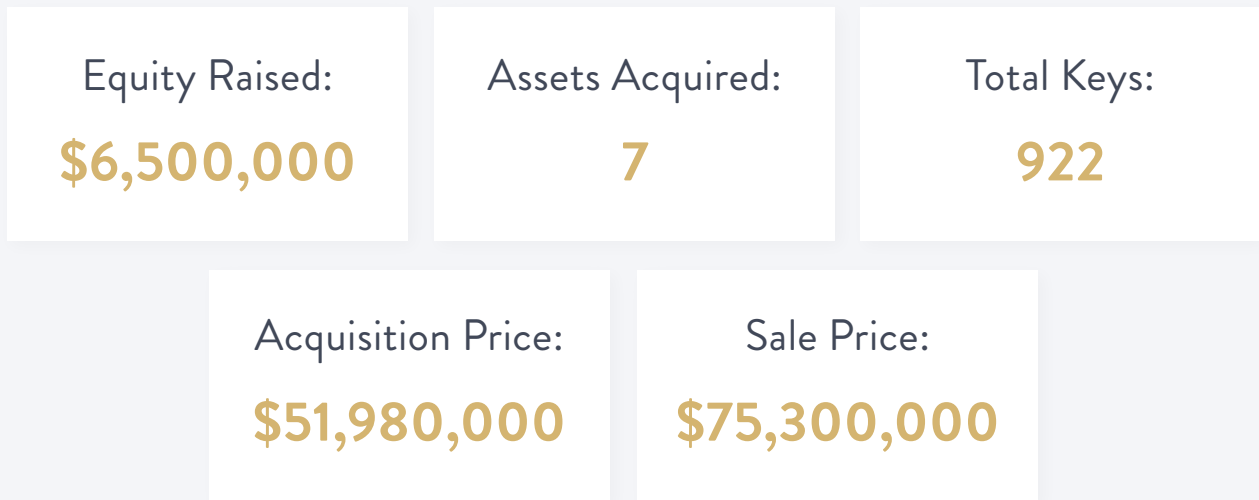 Equity Raised:
$6,500,000
Assets Acquired:
7
Total Keys:
922
Acquisition Price:
$51,980,000
Sale Price:
$75,300,000